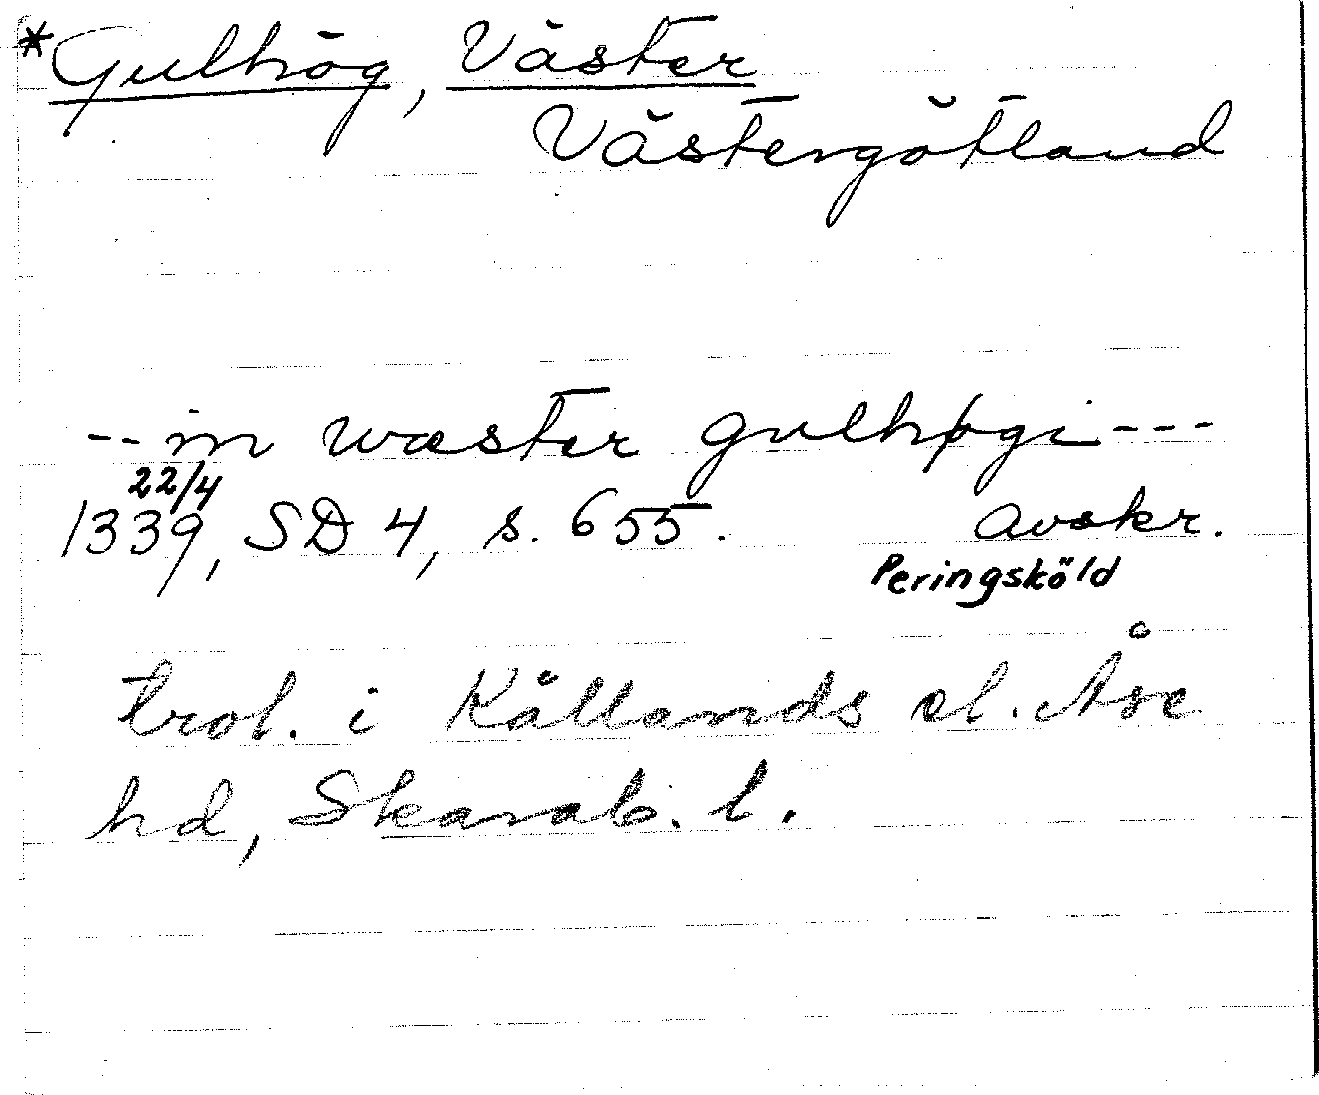 *Gulhög, Väster
Västergötland
-- in wæster gulhøgi ---
22/4
1339, SD 4, s. 655. avskr.
Peringsköld
trol. i Kållands el. Åse
hd, Skarab. l.